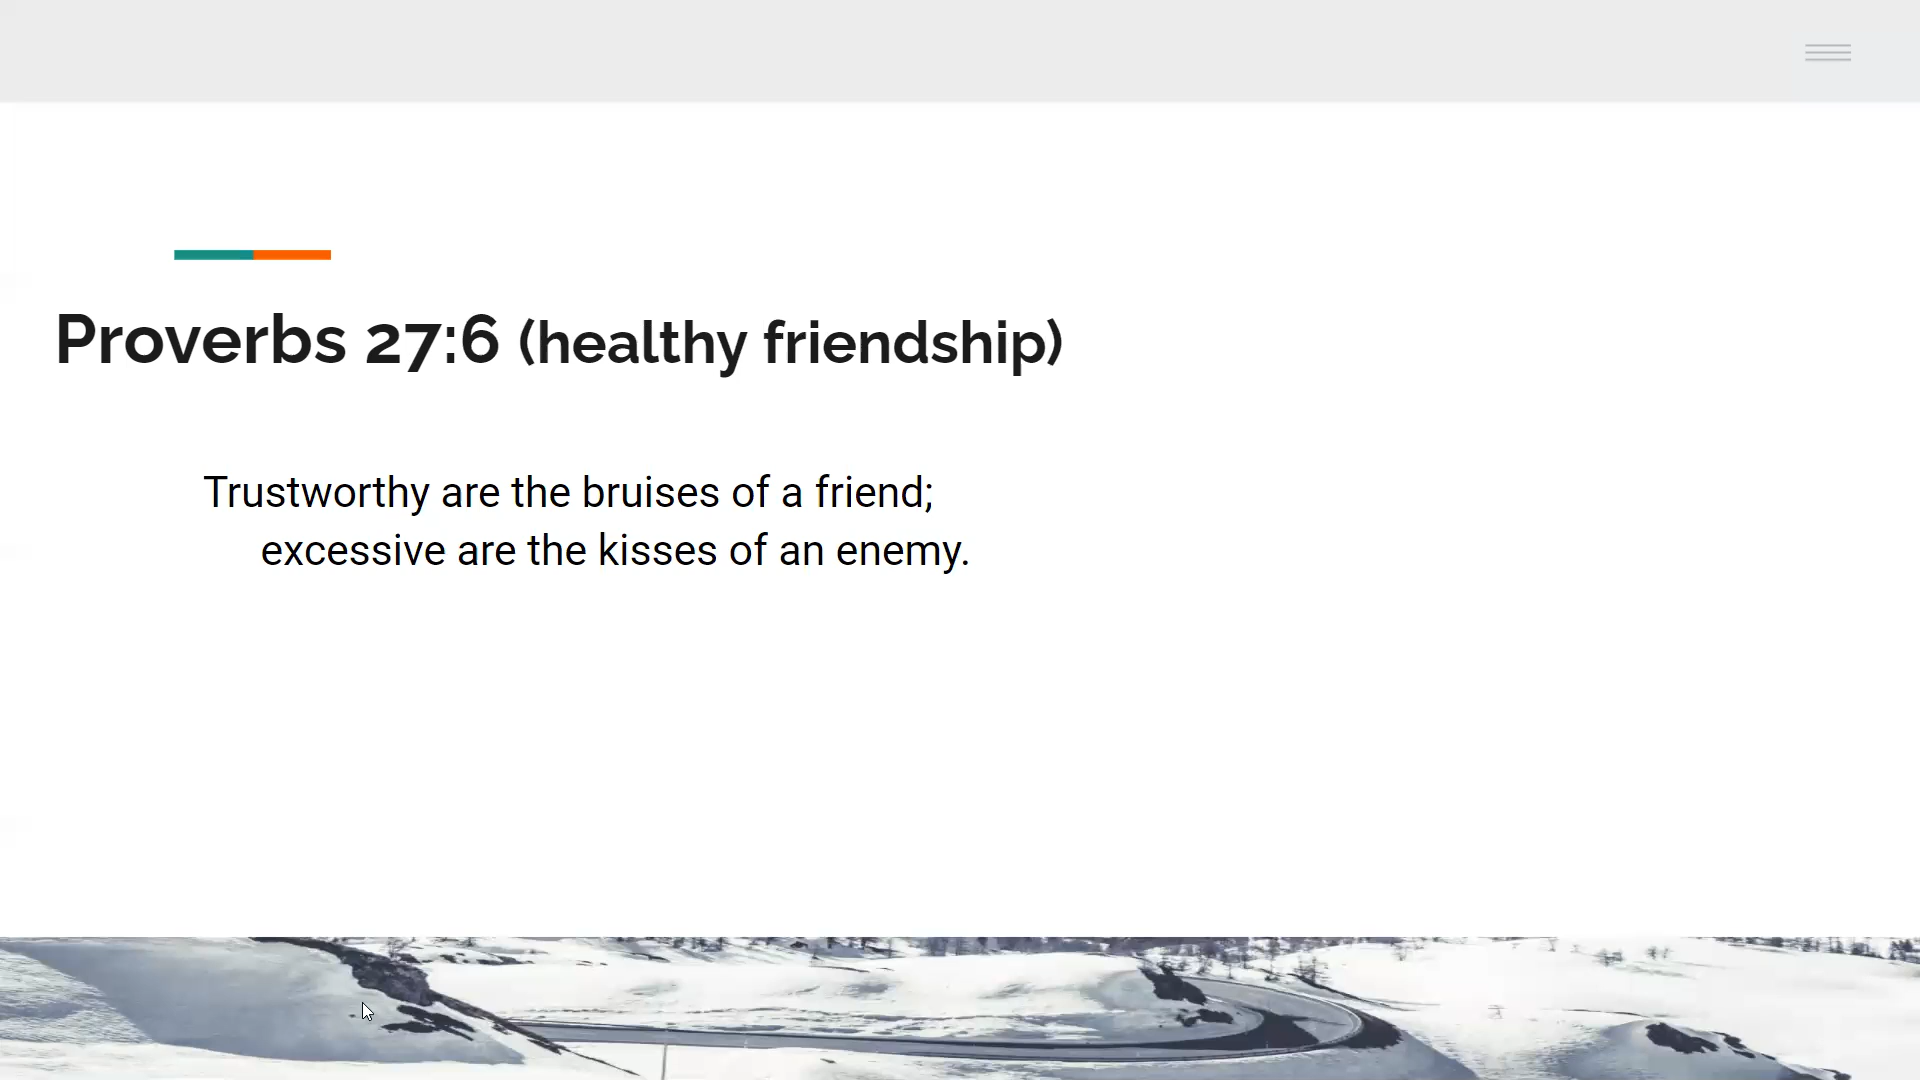 Proverbs 27:6 (healthy friendship)
Trustworthy are the bruises of a friend;
excessive are the kisses of an enemy.